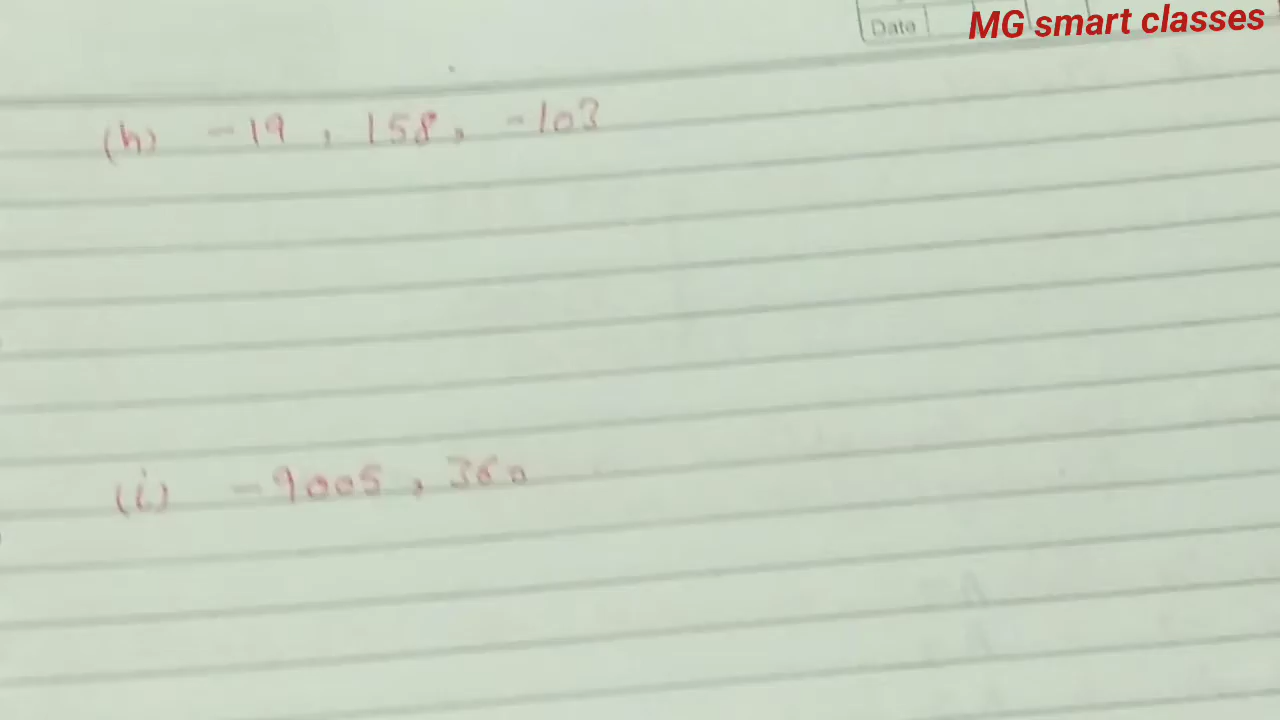 Date
MG smart classes
(h) -19, 158, -103
(i) -9005, 360